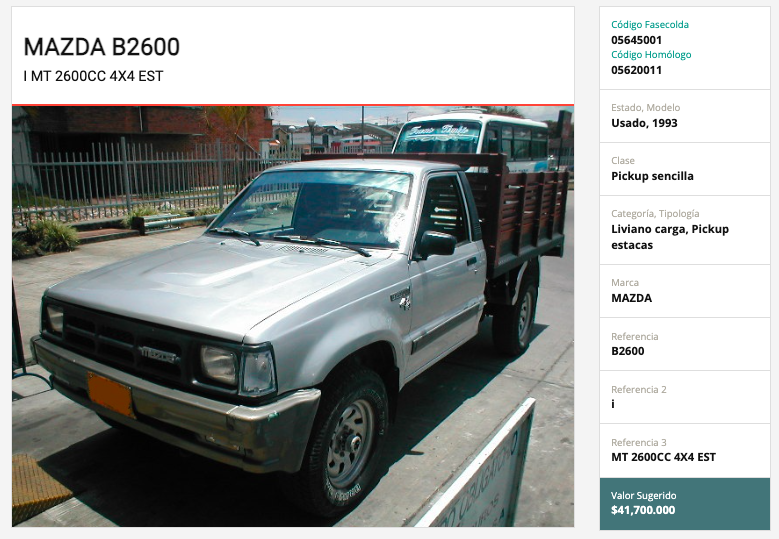 MAZDA B2600
I MT 2600CC 4X4 EST
Código Fasecolda
05645001
Código Homólogo
05620011
Estado, Modelo
Usado, 1993
Clase
Pickup sencilla
Categoría, Tipología
Liviano carga, Pickup
estacas
Marca
MAZDA
Referencia
B2600
Referencia 2
i
Referencia 3
MT 2600CC 4X4 EST
Valor Sugerido
$41,700.000